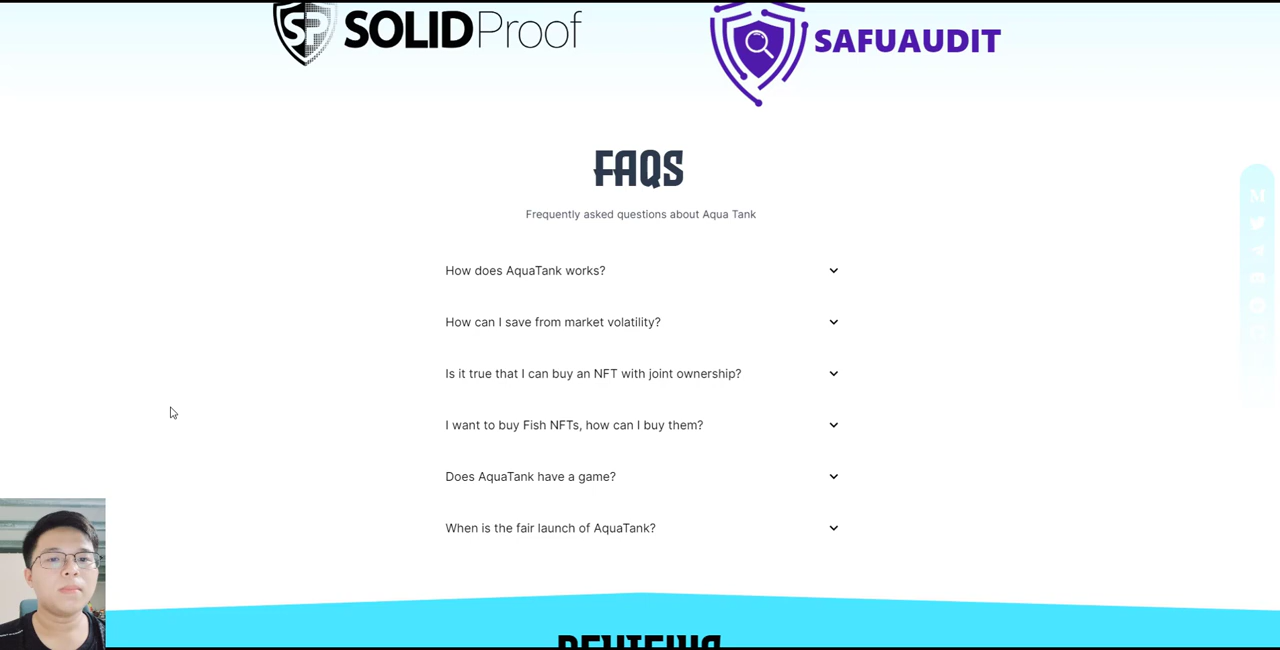 SOLIDProof
SAFUAUDIT
FAQS
Frequently asked questions about Aqua Tank
How does AquaTank works?
How can I save from market volatility?
Is it true that I can buy an NFT with joint ownership?
I want to buy Fish NFTs, how can I buy them?
Does AquaTank have a game?
When is the fair launch of AquaTank?